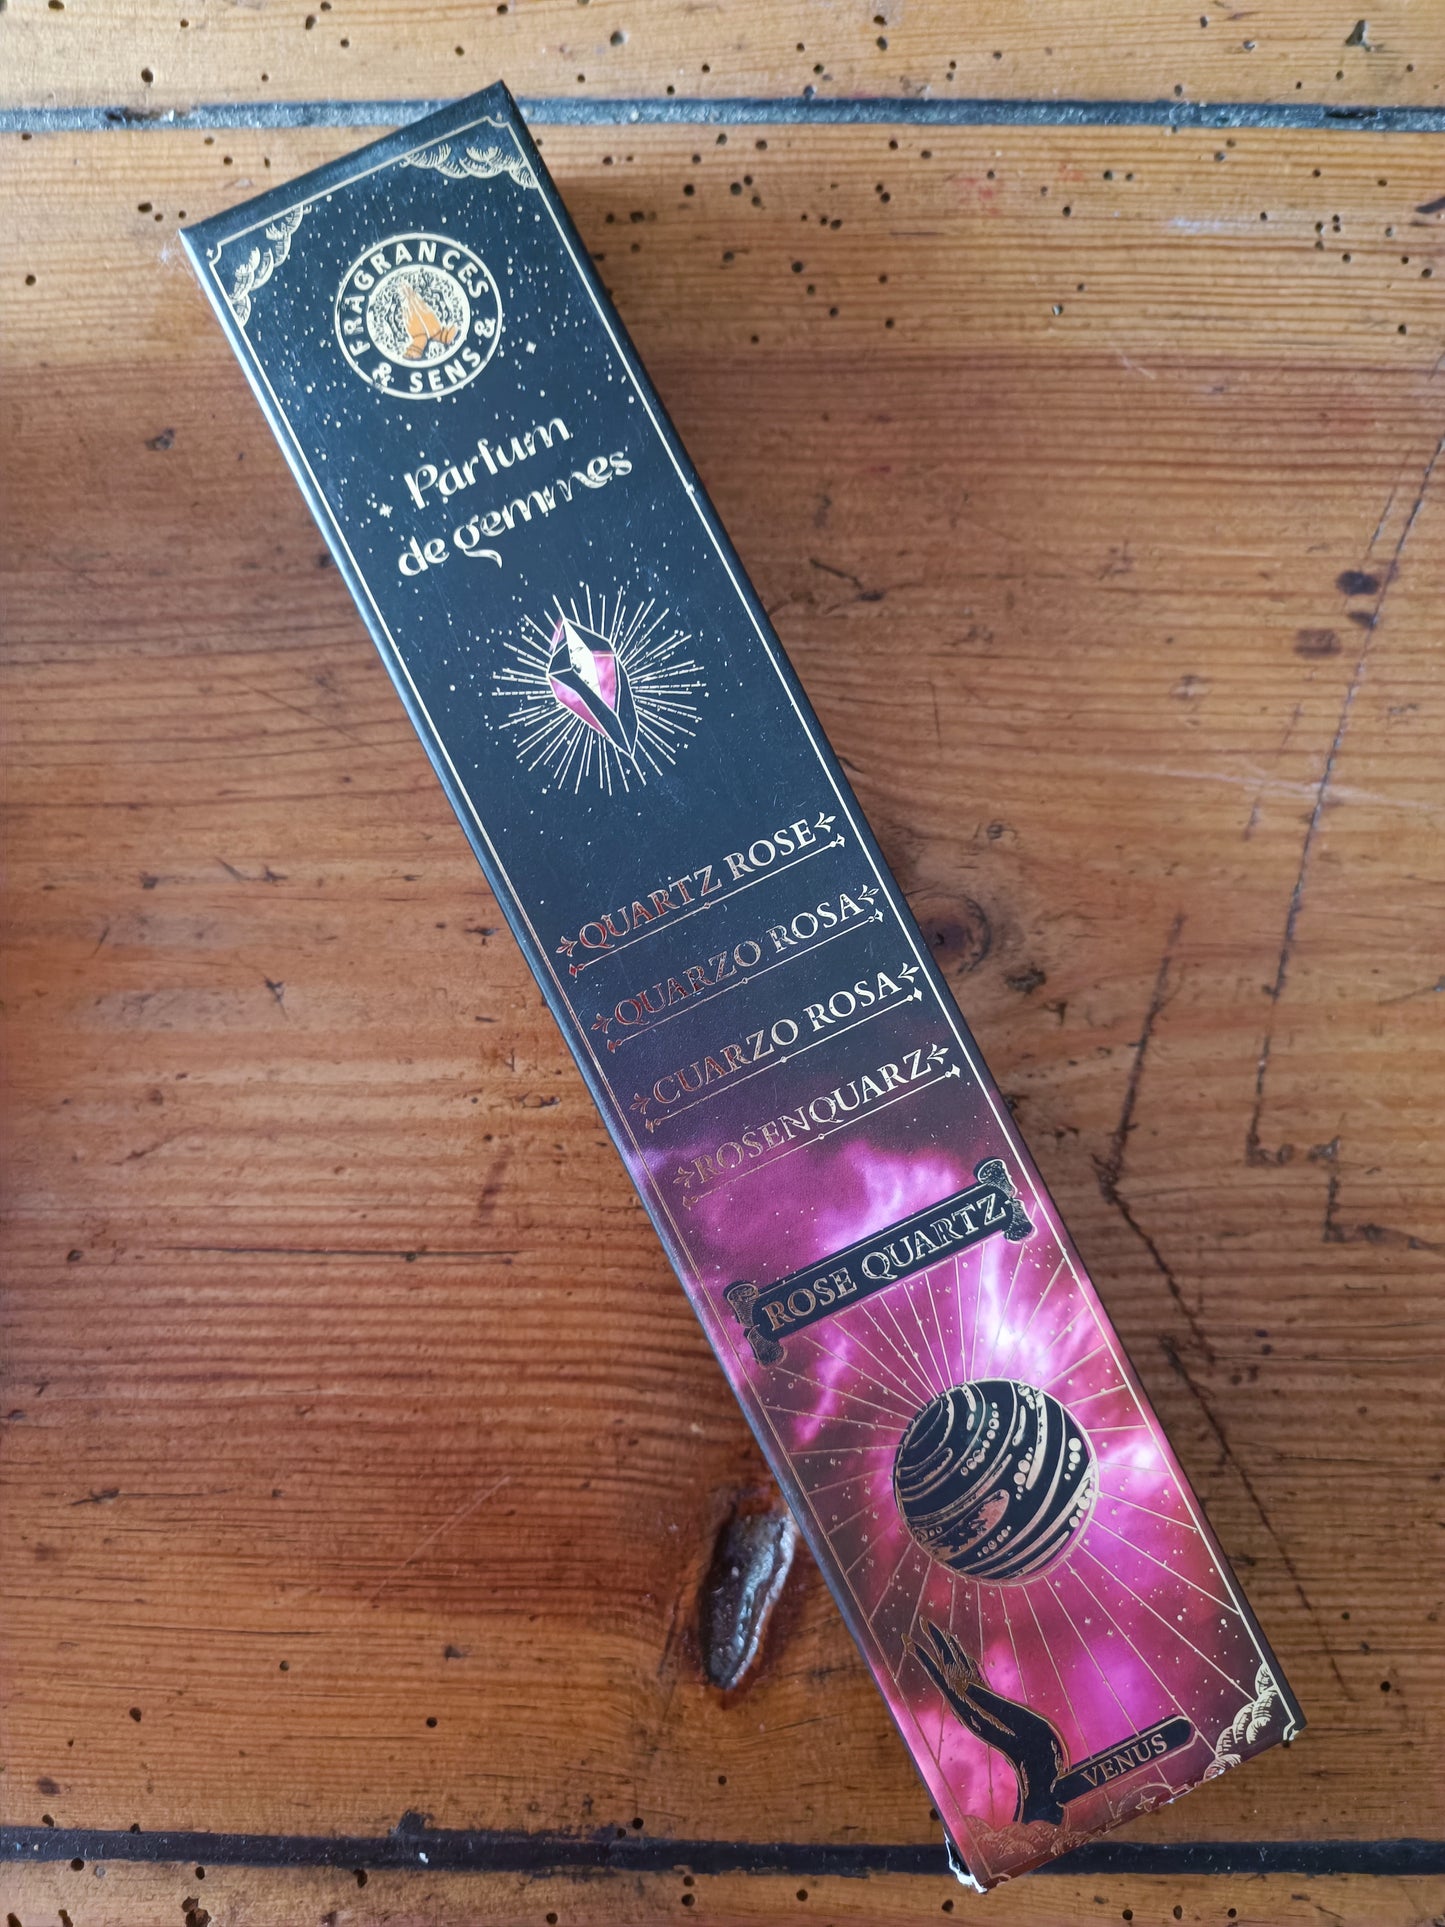 FRAGRANCES
& SENS &
Parfum
de gemmes
QUARTZ ROSE
QUARZO ROSA
CUARZO ROSA
ROSENQUARZ
ROSE QUARTZ
VENUS